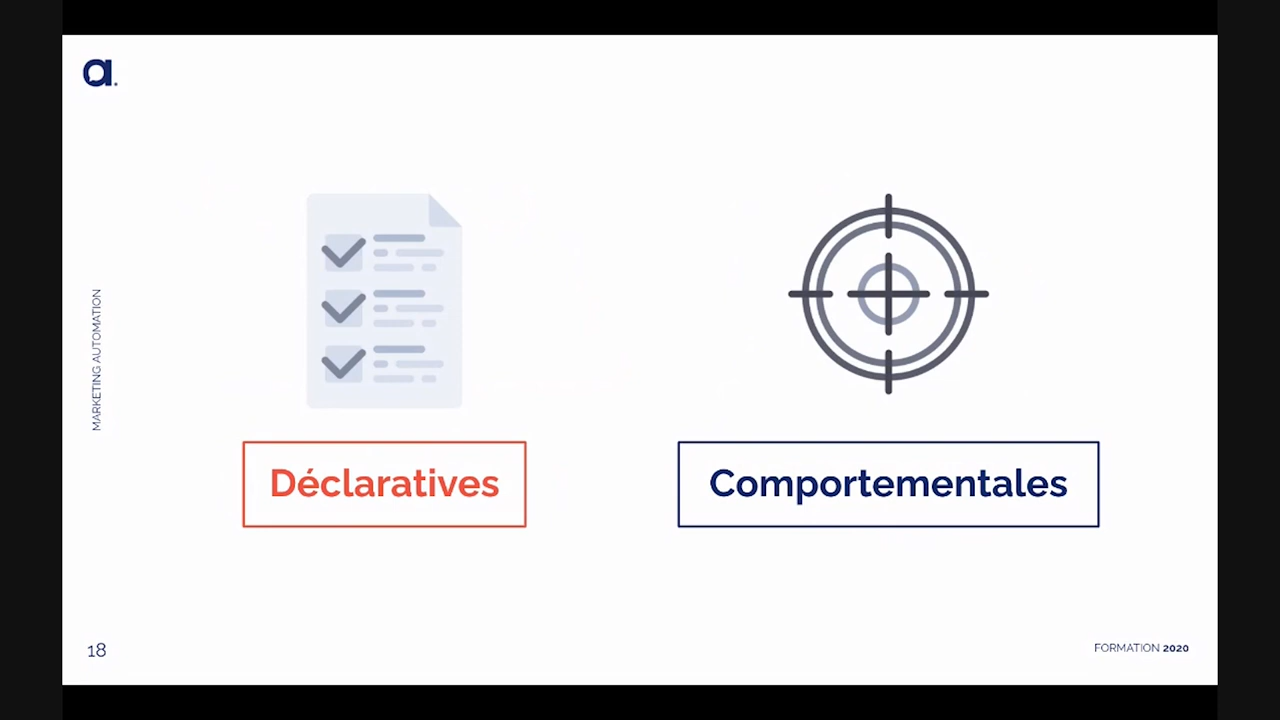 a.
MARKETING AUTOMATION
Déclaratives
Comportementales
18
FORMATION 2020